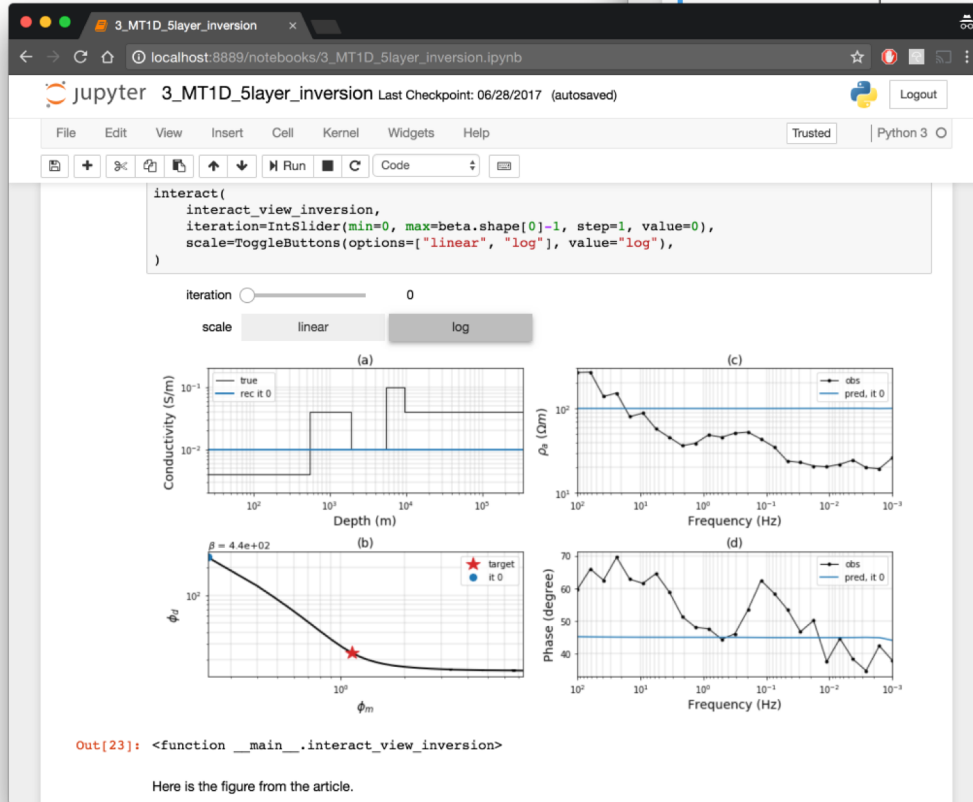 3_MT1D_5layer_inversion
localhost:8889/notebooks/3_MT1D_5layer_inversion.ipynb
jupyter 3_MT1D_5layer_inversion Last Checkpoint: 06/28/2017 (autosaved)
Logout
File Edit View Insert Cell Kernel Widgets Help
Trusted
Python 3
Run
Code
interact(
    interact_view_inversion,
    iteration=IntSlider(min=0, max=beta.shape[0]-1, step=1, value=0),
    scale=ToggleButtons(options=["linear", "log"], value="log"),
)
iteration 0
scale linear log
(a)
true
rec it 0
Conductivity (S/m)
10⁻¹
10⁻²
10² 10³ 10⁴ 10⁵
Depth (m)
(c)
obs
pred, it 0
ρₐ (Ωm)
10²
10¹
10² 10¹ 10⁰ 10⁻¹ 10⁻² 10⁻³
Frequency (Hz)
(b)
β = 4.4e+02
target
it 0
ϕd
10²
10⁰
ϕm
(d)
obs
pred, it 0
Phase (degree)
70
60
50
40
10² 10¹ 10⁰ 10⁻¹ 10⁻² 10⁻³
Frequency (Hz)
Out[23]: <function __main__.interact_view_inversion>
Here is the figure from the article.